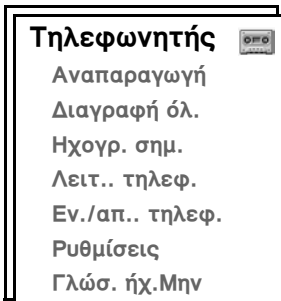 Τηλεφωνητής
Αναπαραγωγή
Διαγραφή όλ.
Ηχογρ. σημ.
Λειτ.. τηλεφ.
Εν./απ.. τηλεφ.
Ρυθμίσεις
Γλώσ. ήχ.Μην